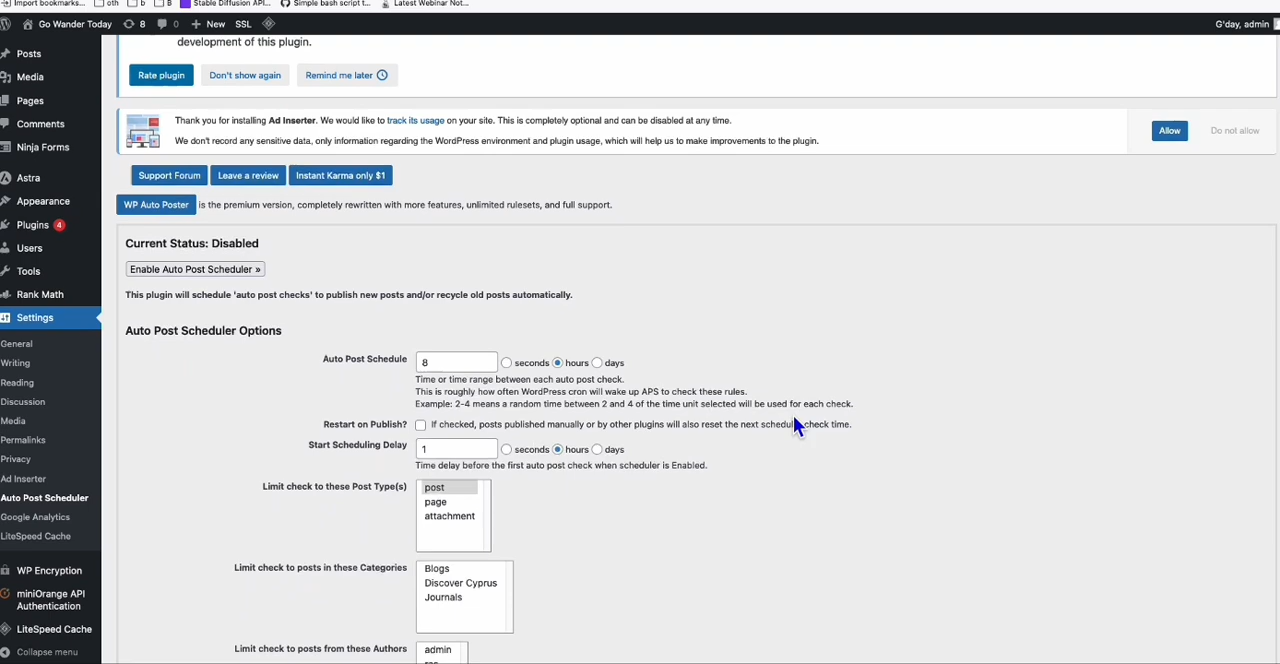 Import bookmarks...
oth
b
B
Stable Diffusion API...
Simple bash script t...
Latest Webinar Not...
Go Wander Today
8
0
New
SSL
G'day, admin
Posts
Media
Pages
Comments
Ninja Forms
Astra
Appearance
Plugins 4
Users
Tools
Rank Math
Settings
General
Writing
Reading
Discussion
Media
Permalinks
Privacy
Ad Inserter
Auto Post Scheduler
Google Analytics
LiteSpeed Cache
WP Encryption
miniOrange API
Authentication
LiteSpeed Cache
Collapse menu
development of this plugin.
Rate plugin
Don't show again
Remind me later
Thank you for installing Ad Inserter. We would like to track its usage on your site. This is completely optional and can be disabled at any time.
We don't record any sensitive data, only information regarding the WordPress environment and plugin usage, which will help us to make improvements to the plugin.
Allow
Do not allow
Support Forum
Leave a review
Instant Karma only $1
WP Auto Poster is the premium version, completely rewritten with more features, unlimited rulesets, and full support.
Current Status: Disabled
Enable Auto Post Scheduler »
This plugin will schedule 'auto post checks' to publish new posts and/or recycle old posts automatically.
Auto Post Scheduler Options
Auto Post Schedule 8 seconds hours days
Time or time range between each auto post check.
This is roughly how often WordPress cron will wake up APS to check these rules.
Example: 2-4 means a random time between 2 and 4 of the time unit selected will be used for each check.
Restart on Publish? If checked, posts published manually or by other plugins will also reset the next check time.
Start Scheduling Delay 1 seconds hours days
Time delay before the first auto post check when scheduler is Enabled.
Limit check to these Post Type(s)
post
page
attachment
Limit check to posts in these Categories
Blogs
Discover Cyprus
Journals
Limit check to posts from these Authors
admin